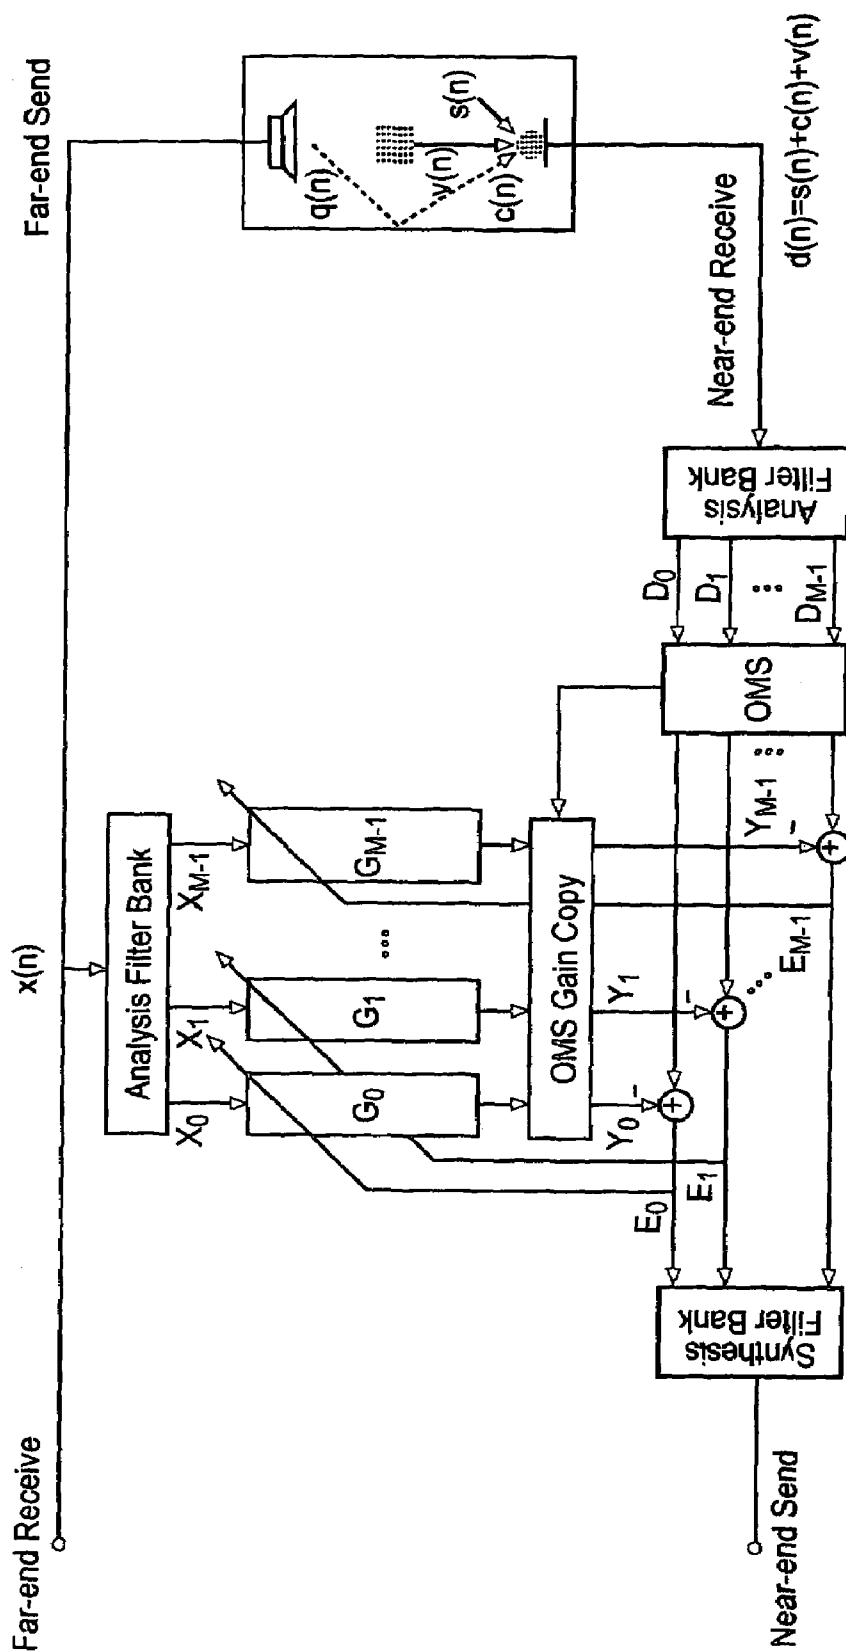 Far-end Receive
x(n)
Far-end Send
Analysis Filter Bank
X0
X1
XM-1
G0
G1
...
GM-1
OMS Gain Copy
q(n)
y(n)
c(n)
s(n)
Y0
Y1
YM-1
-
-
-
+
+
+
...
...
E0
E1
EM-1
OMS
D0
D1
...
DM-1
Analysis
Filter Bank
Near-end Receive
d(n)=s(n)+c(n)+v(n)
Synthesis
Filter Bank
Near-end Send